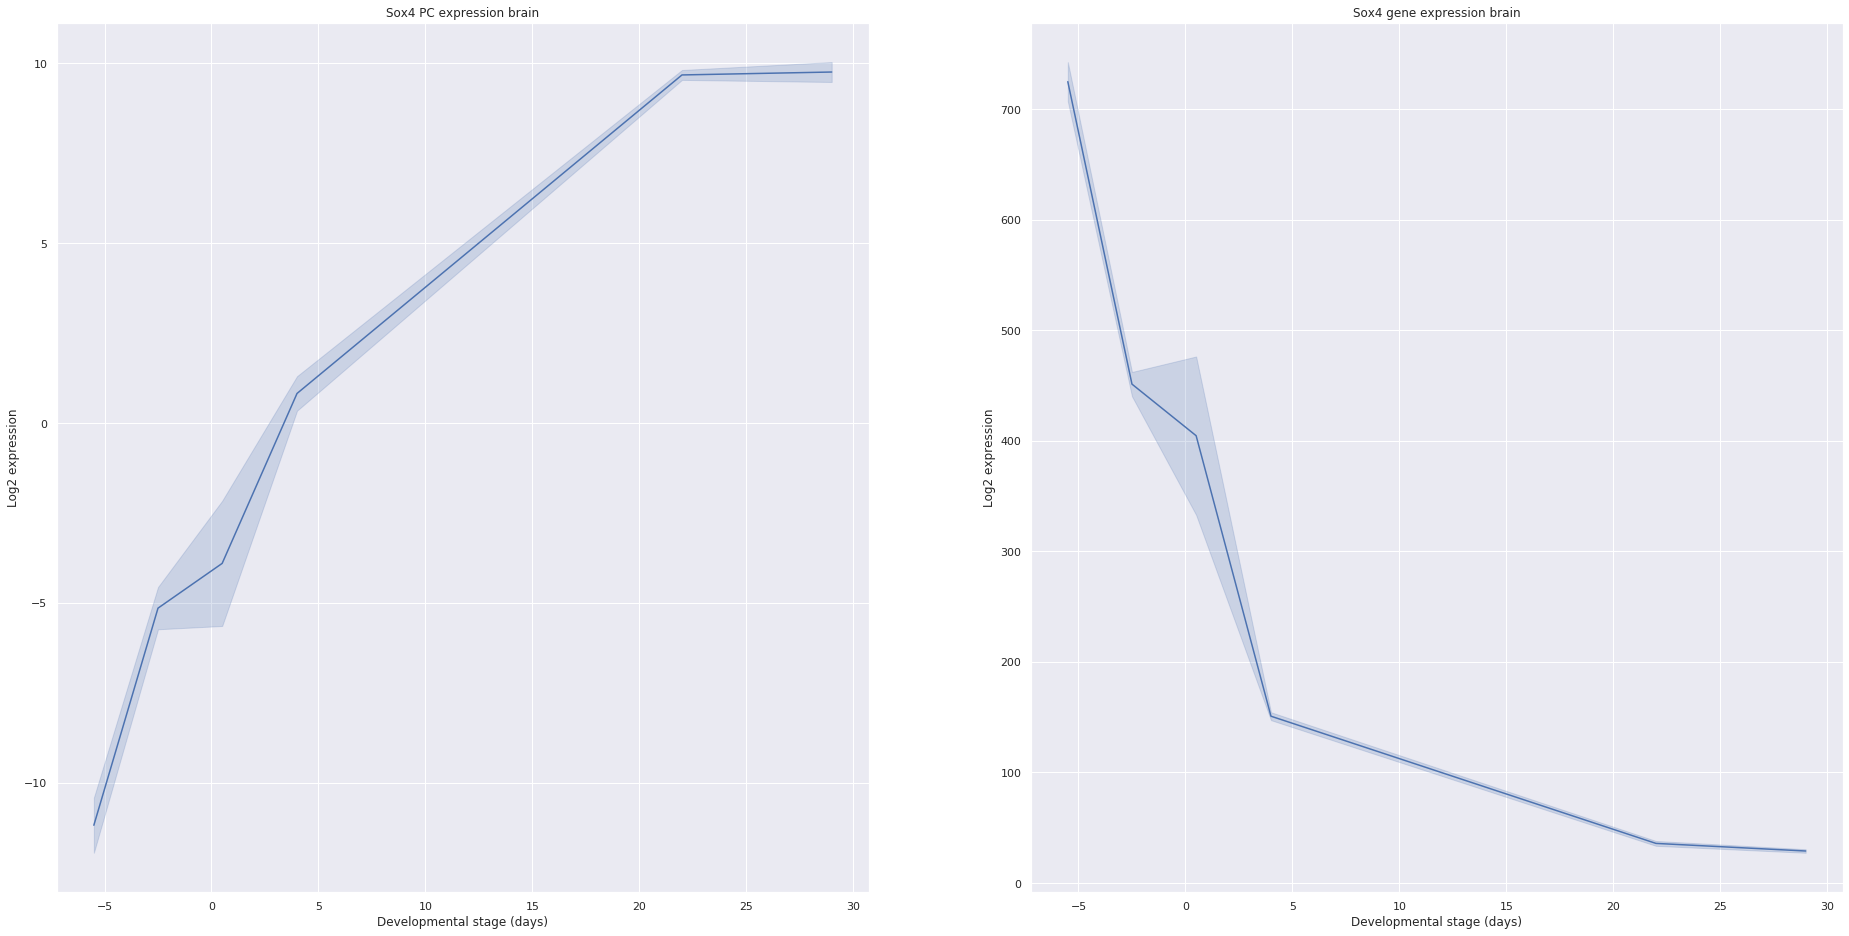 Sox4 PC expression brain
10
5
0
−5
−10
Log2 expression
−5 0 5 10 15 20 25 30
Developmental stage (days)
Sox4 gene expression brain
700
600
500
400
300
200
100
0
Log2 expression
−5 0 5 10 15 20 25 30
Developmental stage (days)